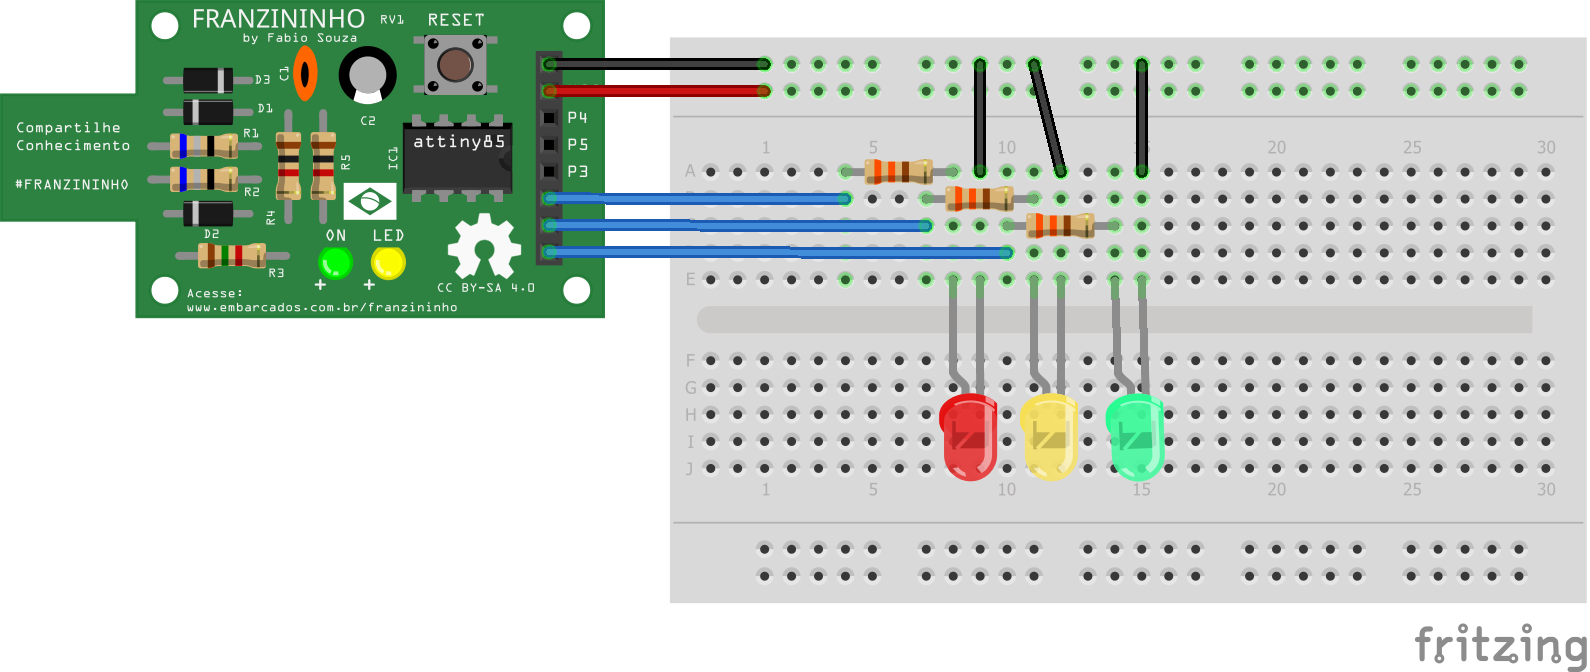 FRANZININHO
RV1
RESET
by Fabio Souza
D3
C1
D1
C2
P4
Compartilhe
Conhecimento
R1
attiny85
P5
R5
IC1
P3
#FRANZININHO
R2
R4
D2
ON
LED
R3
+
+
CC BY-SA 4.0
Acesse:
www.embarcados.com.br/franzininho
1
5
10
15
20
25
30
A
E
F
G
H
I
J
1
5
10
15
20
25
30
fritzing